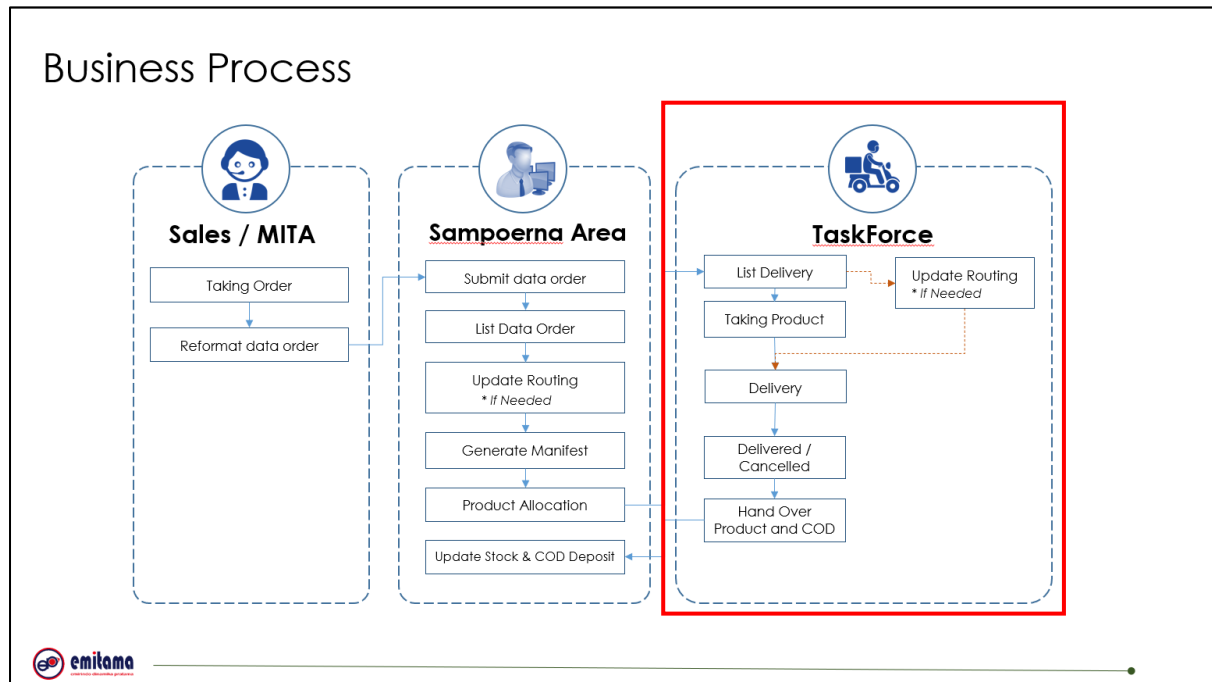 Business Process
Sales / MITA
Taking Order
Reformat data order
Sampoerna Area
Submit data order
List Data Order
Update Routing
* If Needed
Generate Manifest
Product Allocation
Update Stock & COD Deposit
TaskForce
List Delivery
Update Routing
* If Needed
Taking Product
Delivery
Delivered /
Cancelled
Hand Over
Product and COD
emitama